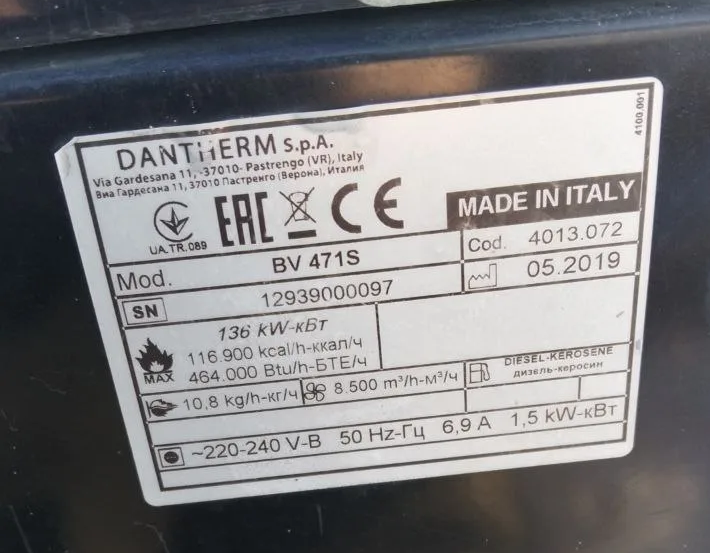 4100.001
DANTHERM S.p.A.
Via Gardesana 11, -37010- Pastrengo (VR), Italy
Виа Гардесана 11, 37010 Пастренго (Верона), Италия
UA.TR.089
EAC CE
MADE IN ITALY
Mod. BV 471S
Cod. 4013.072
SN 12939000097
05.2019
MAX
136 kW-кВт
116.900 kcal/h-ккал/ч
464.000 Btu/h-БТЕ/ч
10,8 kg/h-кг/ч 8.500 m³/h-м³/ч
DIESEL-KEROSENE
дизель-керосин
~220-240 V-В 50 Hz-Гц 6,9 A 1,5 kW-кВт